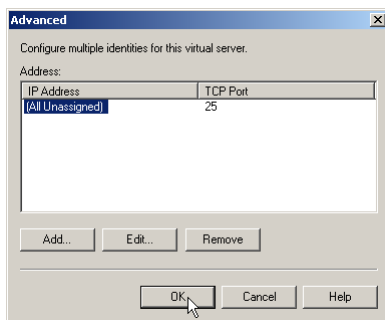 Advanced
Configure multiple identities for this virtual server.
Address:
IP Address TCP Port
(All Unassigned) 25
Add... Edit... Remove
OK Cancel Help